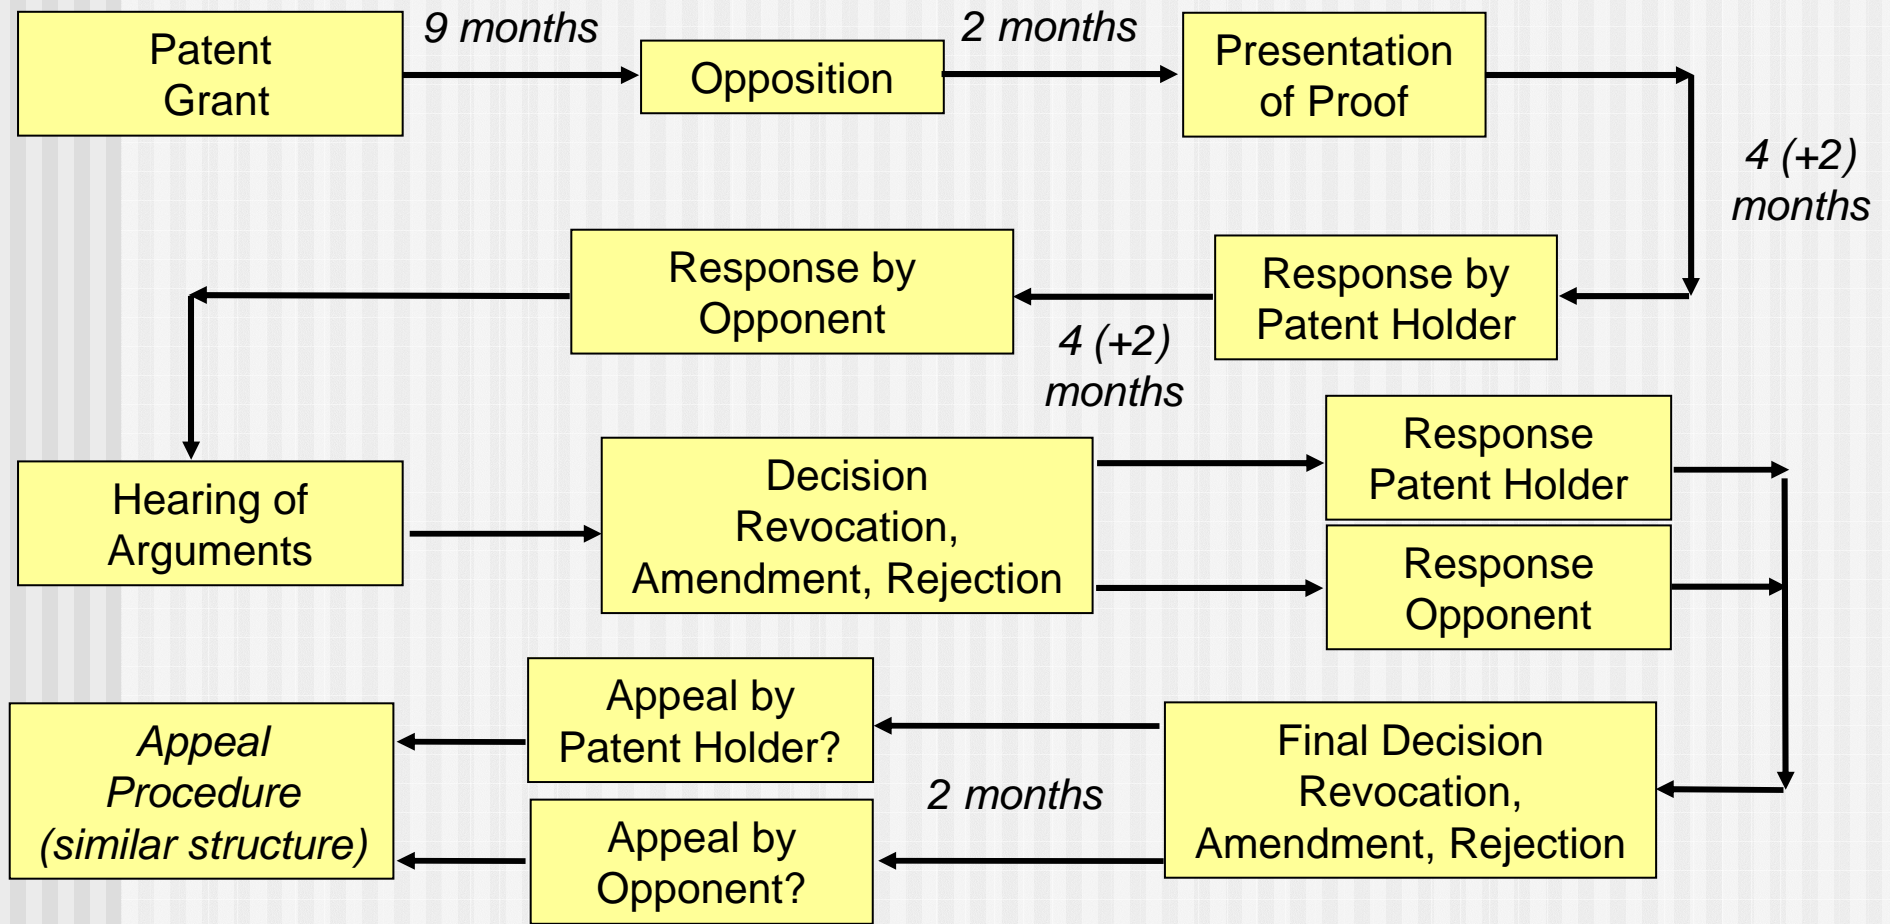 Patent
Grant
9 months
Opposition
2 months
Presentation
of Proof
4 (+2)
months
Response by
Patent Holder
4 (+2)
months
Response by
Opponent
Hearing of
Arguments
Decision
Revocation,
Amendment, Rejection
Response
Patent Holder
Response
Opponent
Final Decision
Revocation,
Amendment, Rejection
2 months
Appeal by
Patent Holder?
Appeal by
Opponent?
Appeal
Procedure
(similar structure)